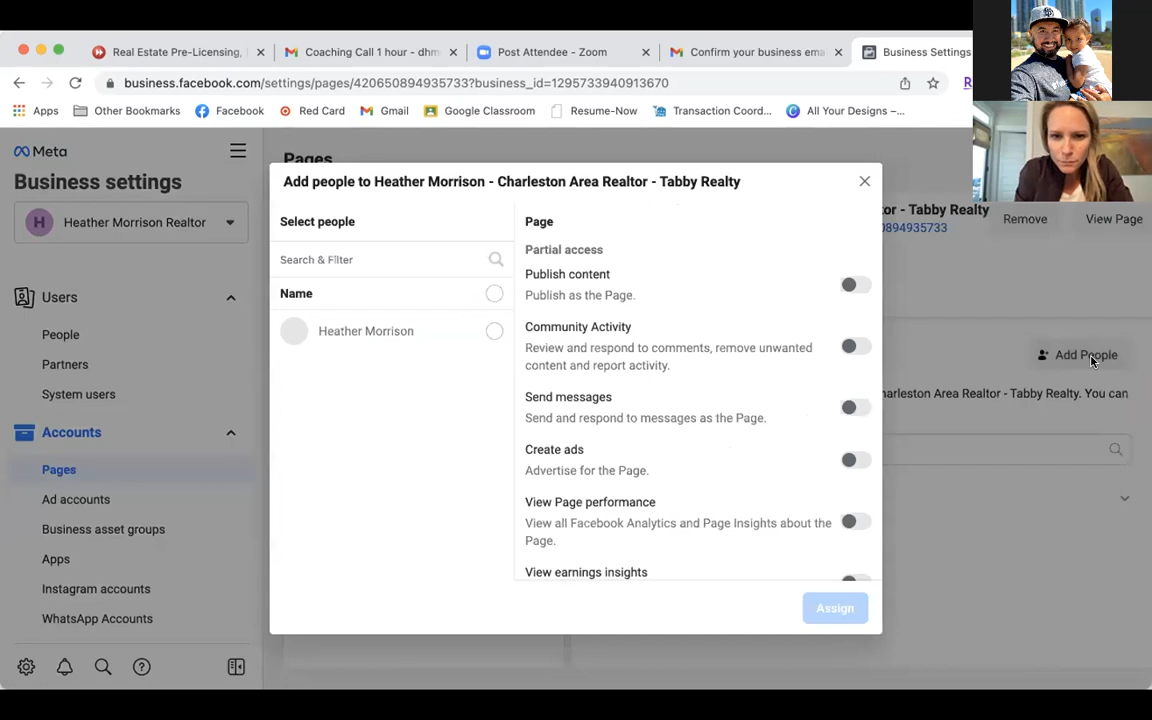 Real Estate Pre-Licensing,
Coaching Call 1 hour - dhm
Post Attendee - Zoom
Confirm your business ema
Business Settings
business.facebook.com/settings/pages/420650894935733?business_id=1295733940913670
Apps
Other Bookmarks
Facebook
Red Card
Gmail
Google Classroom
Resume-Now
Transaction Coord...
All Your Designs –...
Meta
Business settings
H
Heather Morrison Realtor
Users
People
Partners
System users
Accounts
Pages
Ad accounts
Business asset groups
Apps
Instagram accounts
WhatsApp Accounts
Pages
Add people to Heather Morrison - Charleston Area Realtor - Tabby Realty
Select people
Search & Filter
Name
Heather Morrison
Page
Partial access
Publish content
Publish as the Page.
Community Activity
Review and respond to comments, remove unwanted
content and report activity.
Send messages
Send and respond to messages as the Page.
Create ads
Advertise for the Page.
View Page performance
View all Facebook Analytics and Page Insights about the
Page.
View earnings insights
Assign
or - Tabby Realty
0894935733
Remove
View Page
Add People
harleston Area Realtor - Tabby Realty. You can